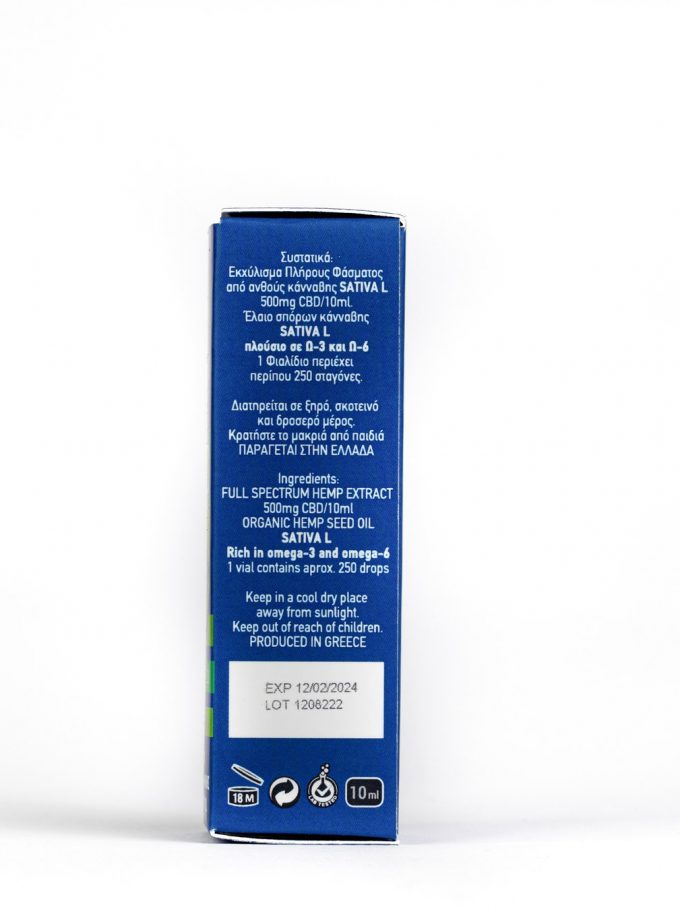 Συστατικά:
Εκχύλισμα Πλήρους Φάσματος
από ανθούς κάνναβης SATIVA L
500mg CBD/10ml.
Έλαιο σπόρων κάνναβης
SATIVA L
πλούσιο σε Ω-3 και Ω-6
1 Φιαλίδιο περιέχει
περίπου 250 σταγόνες.
Διατηρείται σε ξηρό, σκοτεινό
και δροσερό μέρος.
Κρατήστε το μακριά από παιδιά
ΠΑΡΑΓΕΤΑΙ ΣΤΗΝ ΕΛΛΑΔΑ
Ingredients:
FULL SPECTRUM HEMP EXTRACT
500mg CBD/10ml
ORGANIC HEMP SEED OIL
SATIVA L
Rich in omega-3 and omega-6
1 vial contains aprox. 250 drops
Keep in a cool dry place
away from sunlight.
Keep out of reach of children.
PRODUCED IN GREECE
EXP 12/02/2024
LOT 1208222
18 M
LAB TESTED
10ml